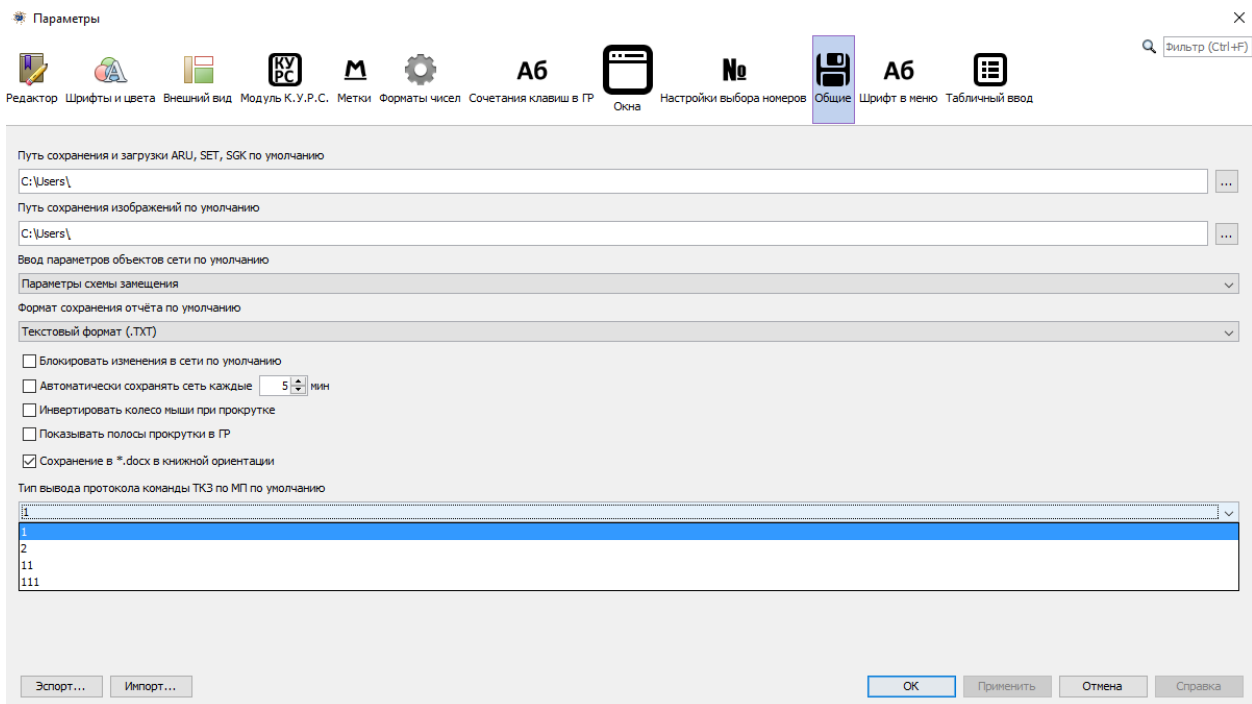 Параметры
Фильтр (Ctrl+F)
КУРС
М
Аб
№
Аб
Редактор Шрифты и цвета Внешний вид Модуль К.У.Р.С. Метки Форматы чисел Сочетания клавиш в ГР Окна Настройки выбора номеров Общие Шрифт в меню Табличный ввод
Путь сохранения и загрузки ARU, SET, SGK по умолчанию
C:\Users\
...
Путь сохранения изображений по умолчанию
C:\Users\
...
Ввод параметров объектов сети по умолчанию
Параметры схемы замещения
Формат сохранения отчёта по умолчанию
Текстовый формат (.TXT)
Блокировать изменения в сети по умолчанию
Автоматически сохранять сеть каждые 5 мин
Инвертировать колесо мыши при прокрутке
Показывать полосы прокрутки в ГР
Сохранение в *.docx в книжной ориентации
Тип вывода протокола команды ТКЗ по МП по умолчанию
1
1
2
11
111
Эспорт... Импорт... OK Применить Отмена Справка